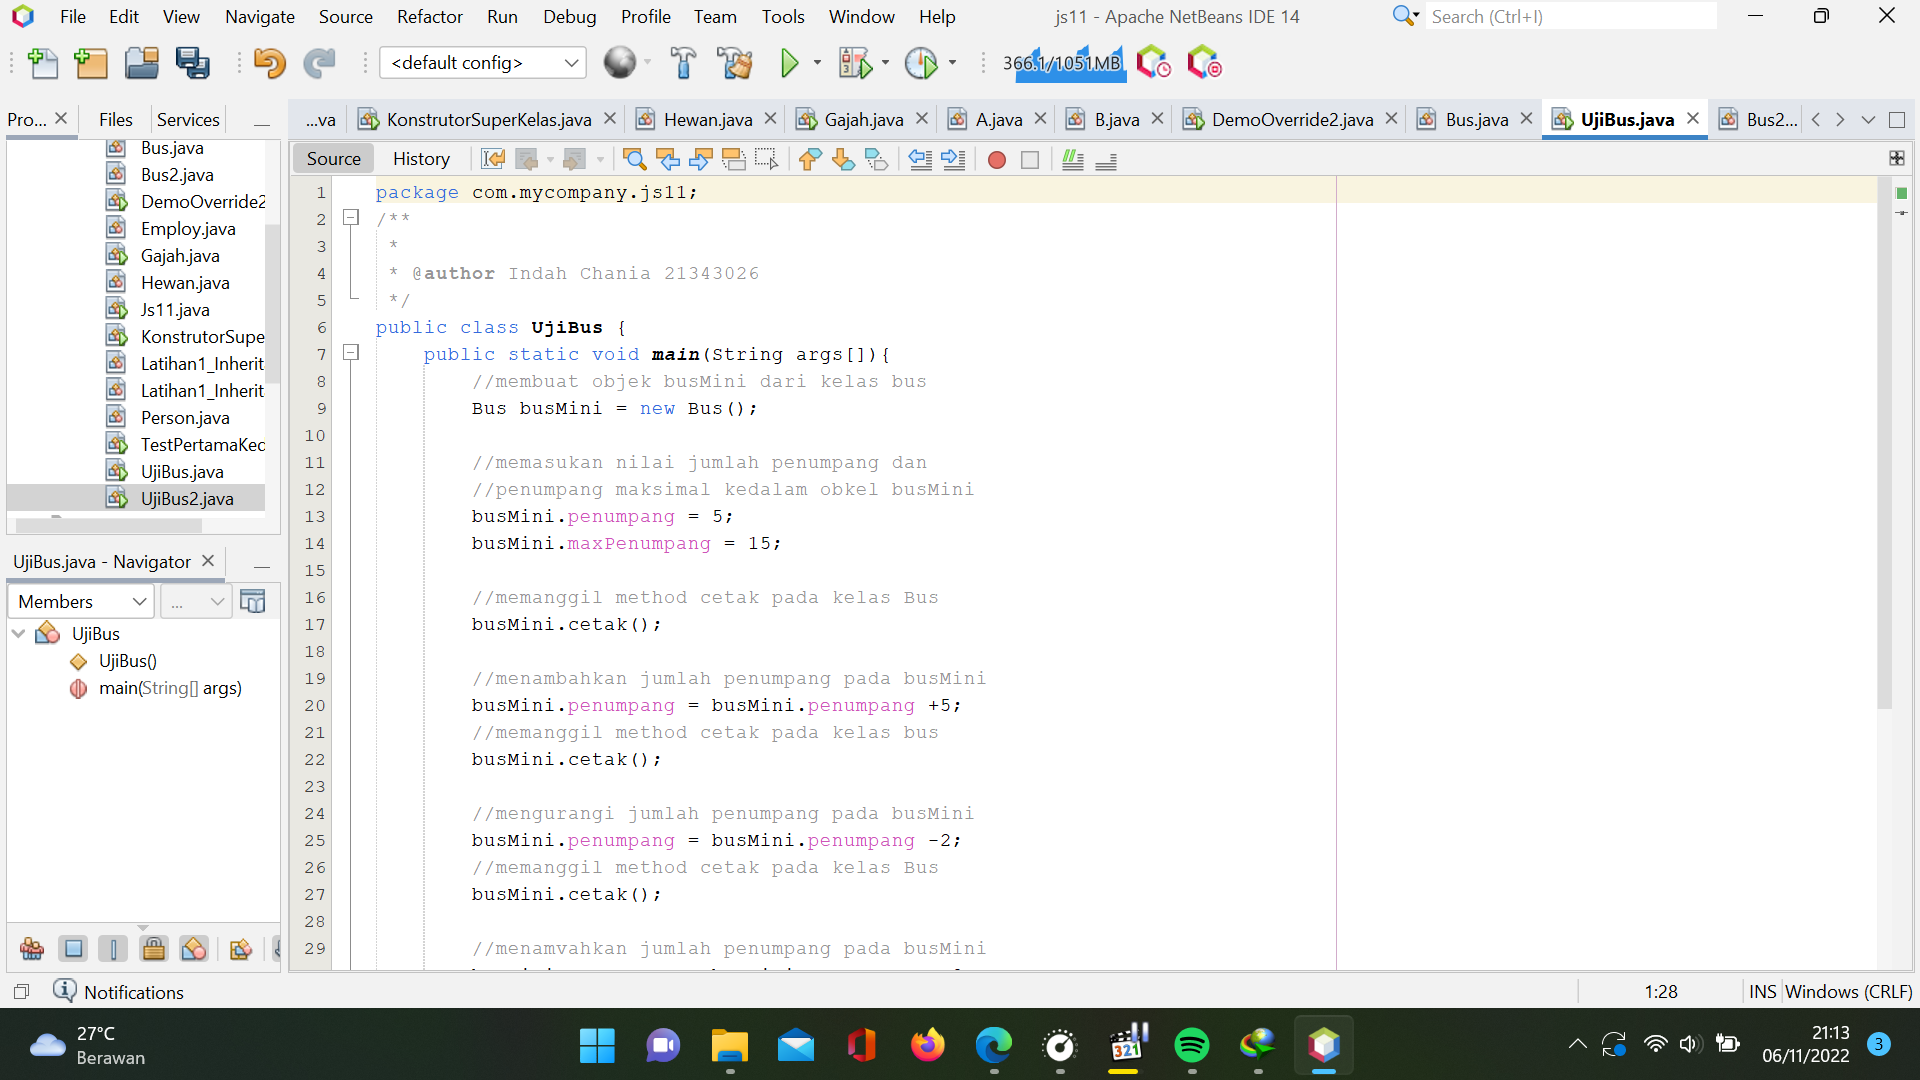 File Edit View Navigate Source Refactor Run Debug Profile Team Tools Window Help
js11 - Apache NetBeans IDE 14
Search (Ctrl+I)
<default config>
366.1/1051MB
Pro... Files Services
...va KonstrutorSuperKelas.java Hewan.java Gajah.java A.java B.java DemoOverride2.java Bus.java UjiBus.java Bus2...
Source History
Bus.java
Bus2.java
DemoOverride2
Employ.java
Gajah.java
Hewan.java
Js11.java
KonstrutorSupe
Latihan1_Inherit
Latihan1_Inherit
Person.java
TestPertamaKed
UjiBus.java
UjiBus2.java
UjiBus.java - Navigator
Members ...
UjiBus
UjiBus()
main(String[] args)
1 package com.mycompany.js11;
2 /**
3 *
4 * @author Indah Chania 21343026
5 */
6 public class UjiBus {
7 public static void main(String args[]){
8 //membuat objek busMini dari kelas bus
9 Bus busMini = new Bus();
10
11 //memasukan nilai jumlah penumpang dan
12 //penumpang maksimal kedalam obkel busMini
13 busMini.penumpang = 5;
14 busMini.maxPenumpang = 15;
15
16 //memanggil method cetak pada kelas Bus
17 busMini.cetak();
18
19 //menambahkan jumlah penumpang pada busMini
20 busMini.penumpang = busMini.penumpang +5;
21 //memanggil method cetak pada kelas bus
22 busMini.cetak();
23
24 //mengurangi jumlah penumpang pada busMini
25 busMini.penumpang = busMini.penumpang -2;
26 //memanggil method cetak pada kelas Bus
27 busMini.cetak();
28
29 //menamvahkan jumlah penumpang pada busMini
Notifications
1:28 INS Windows (CRLF)
27°C
Berawan
321
21:13
06/11/2022
3